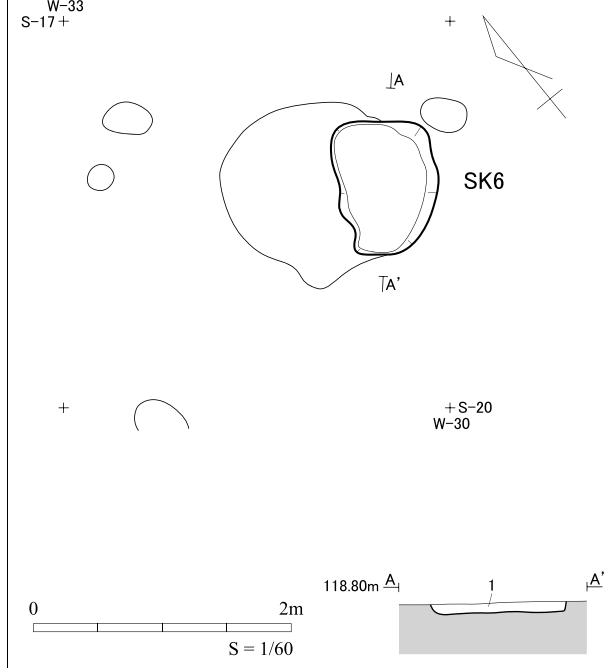 W-33
S-17
A
SK6
A'
S-20
W-30
118.80m A 1 A'
0 2m
S = 1/60